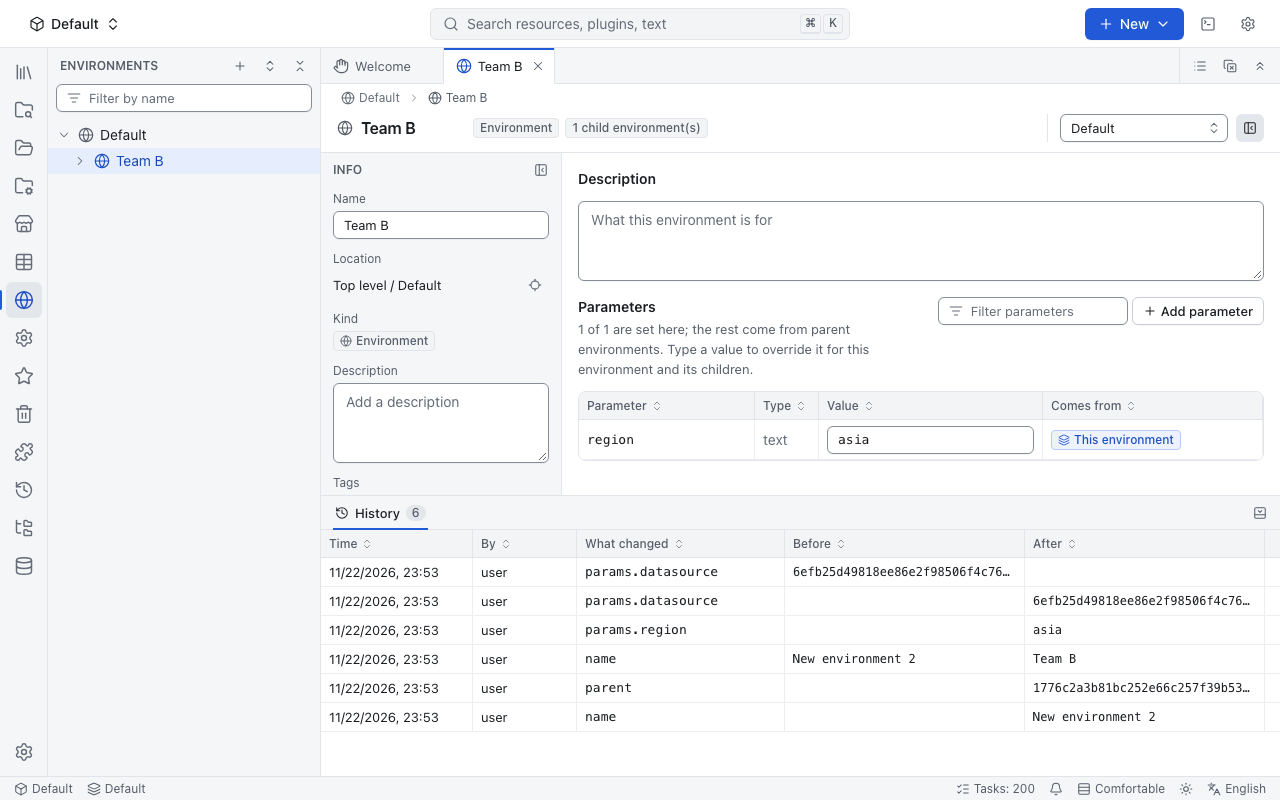 Default
Search resources, plugins, text
⌘ K
New
ENVIRONMENTS
Filter by name
Default
Team B
Welcome
Team B
Default
Team B
Team B
Environment
1 child environment(s)
Default
INFO
Name
Team B
Location
Top level / Default
Kind
Environment
Description
Add a description
Tags
Description
What this environment is for
Parameters
1 of 1 are set here; the rest come from parent
environments. Type a value to override it for this
environment and its children.
Filter parameters
Add parameter
Parameter Type Value Comes from
region text asia This environment
History 6
Time By What changed Before After
11/22/2026, 23:53 user params.datasource 6efb25d49818ee86e2f98506f4c76…
11/22/2026, 23:53 user params.datasource 6efb25d49818ee86e2f98506f4c76…
11/22/2026, 23:53 user params.region asia
11/22/2026, 23:53 user name New environment 2 Team B
11/22/2026, 23:53 user parent 1776c2a3b81bc252e66c257f39b53…
11/22/2026, 23:53 user name New environment 2
Default
Default
Tasks: 200
Comfortable
English